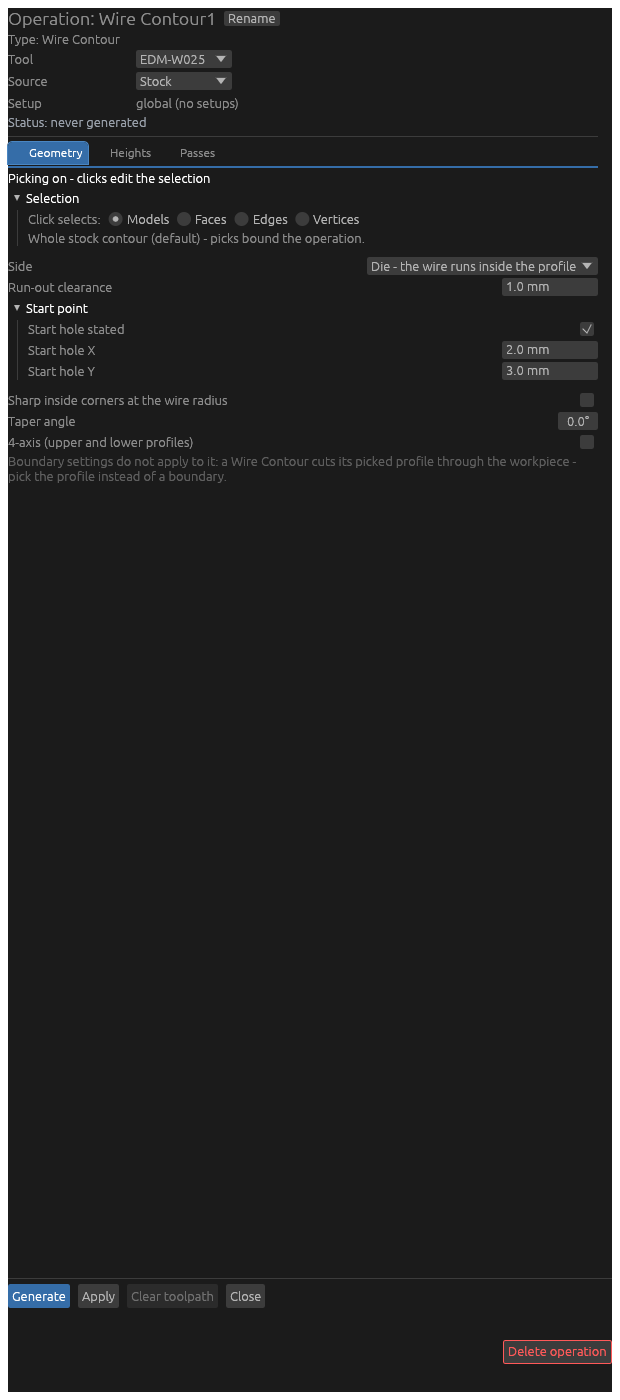 Operation: Wire Contour1 Rename
Type: Wire Contour
Tool EDM-W025
Source Stock
Setup global (no setups)
Status: never generated
Geometry Heights Passes
Picking on - clicks edit the selection
Selection
Click selects: Models Faces Edges Vertices
Whole stock contour (default) - picks bound the operation.
Side Die - the wire runs inside the profile
Run-out clearance 1.0 mm
Start point
Start hole stated
Start hole X 2.0 mm
Start hole Y 3.0 mm
Sharp inside corners at the wire radius
Taper angle 0.0°
4-axis (upper and lower profiles)
Boundary settings do not apply to it: a Wire Contour cuts its picked profile through the workpiece -
pick the profile instead of a boundary.
Generate Apply Clear toolpath Close
Delete operation